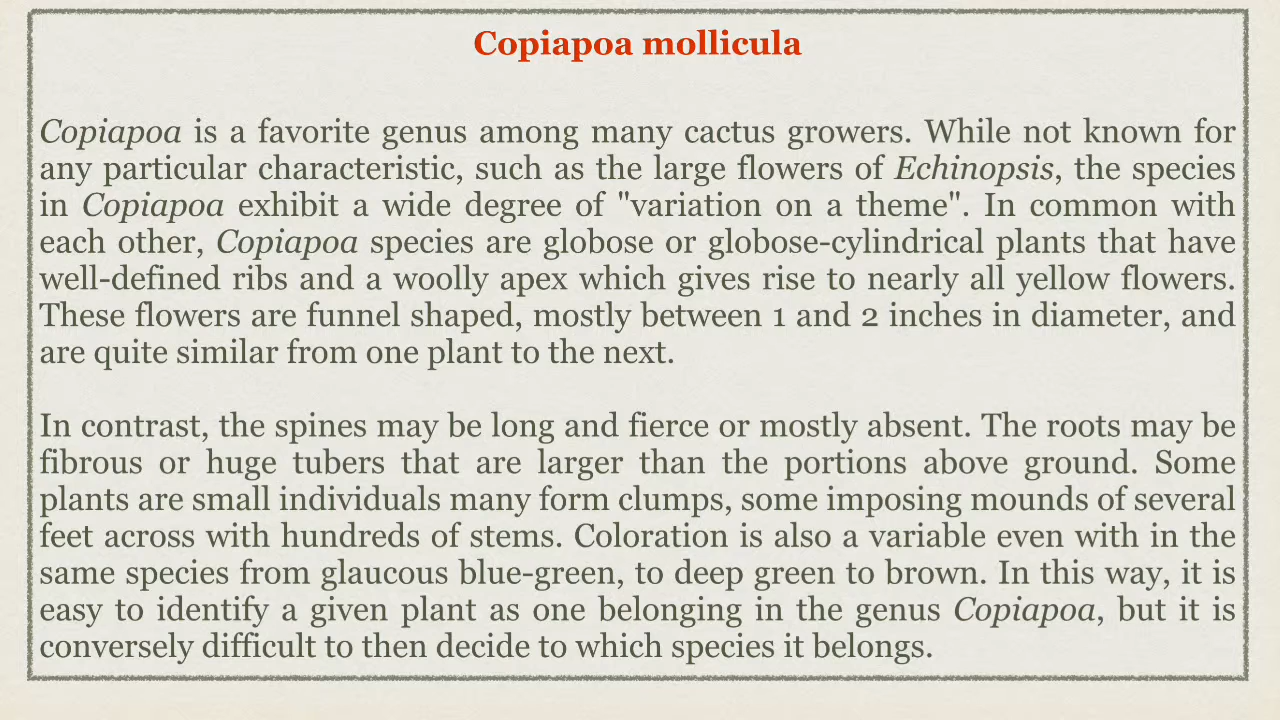 Copiapoa mollicula
Copiapoa is a favorite genus among many cactus growers. While not known for
any particular characteristic, such as the large flowers of Echinopsis, the species
in Copiapoa exhibit a wide degree of "variation on a theme". In common with
each other, Copiapoa species are globose or globose-cylindrical plants that have
well-defined ribs and a woolly apex which gives rise to nearly all yellow flowers.
These flowers are funnel shaped, mostly between 1 and 2 inches in diameter, and
are quite similar from one plant to the next.
In contrast, the spines may be long and fierce or mostly absent. The roots may be
fibrous or huge tubers that are larger than the portions above ground. Some
plants are small individuals many form clumps, some imposing mounds of several
feet across with hundreds of stems. Coloration is also a variable even with in the
same species from glaucous blue-green, to deep green to brown. In this way, it is
easy to identify a given plant as one belonging in the genus Copiapoa, but it is
conversely difficult to then decide to which species it belongs.